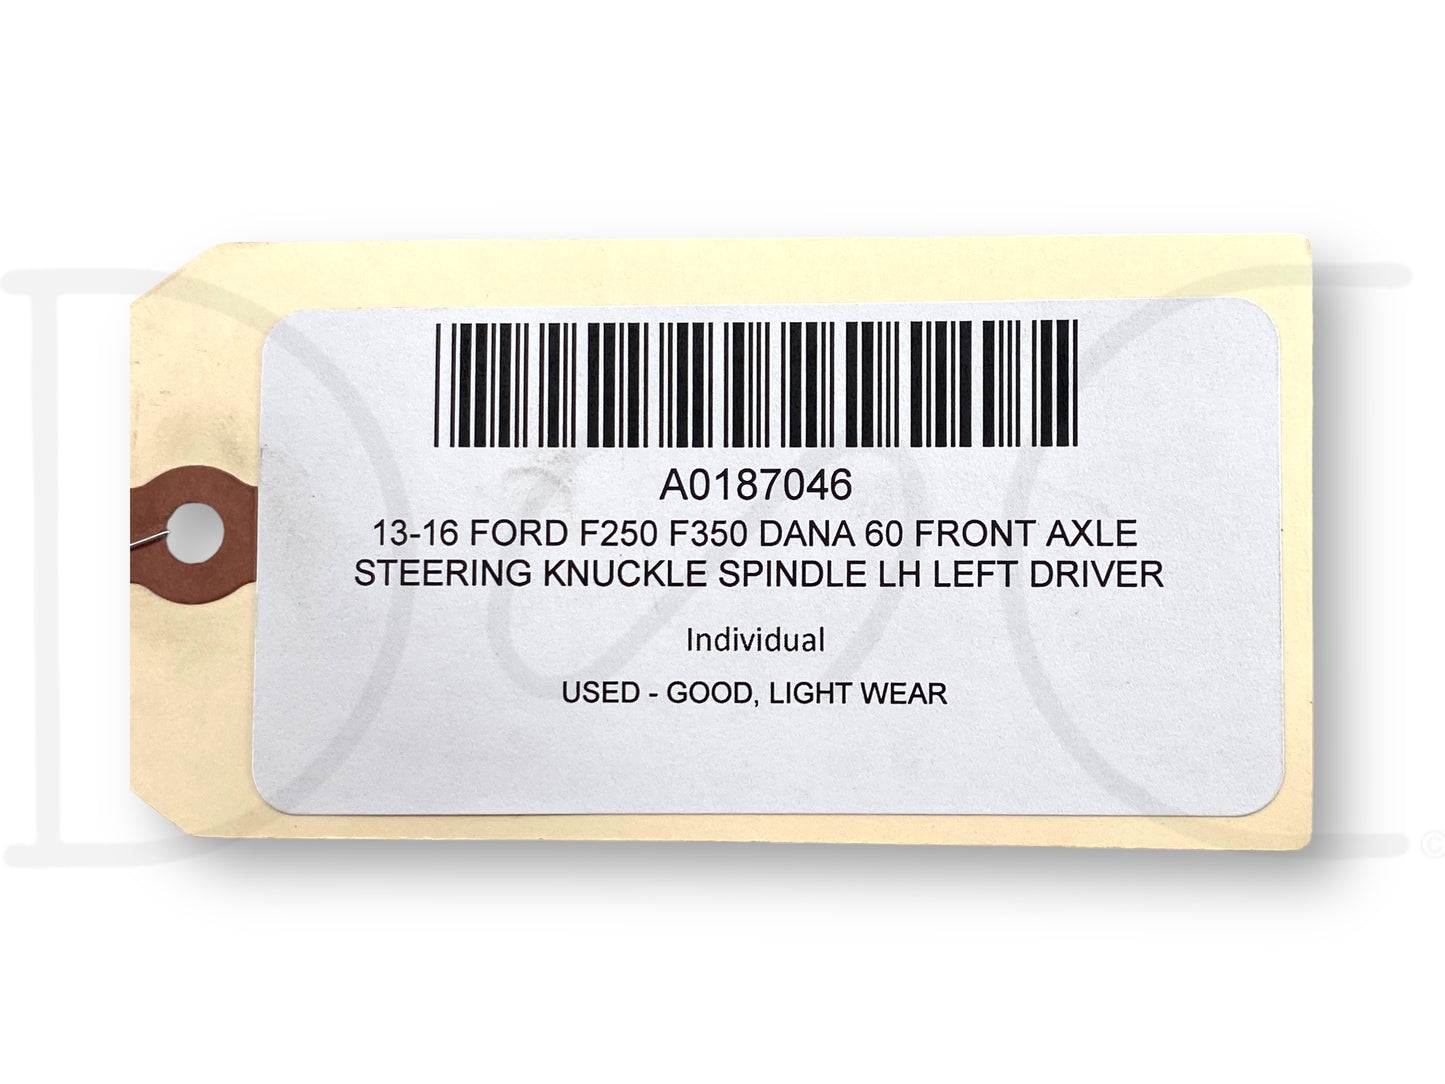 A0187046
13-16 FORD F250 F350 DANA 60 FRONT AXLE
STEERING KNUCKLE SPINDLE LH LEFT DRIVER
Individual
USED - GOOD, LIGHT WEAR